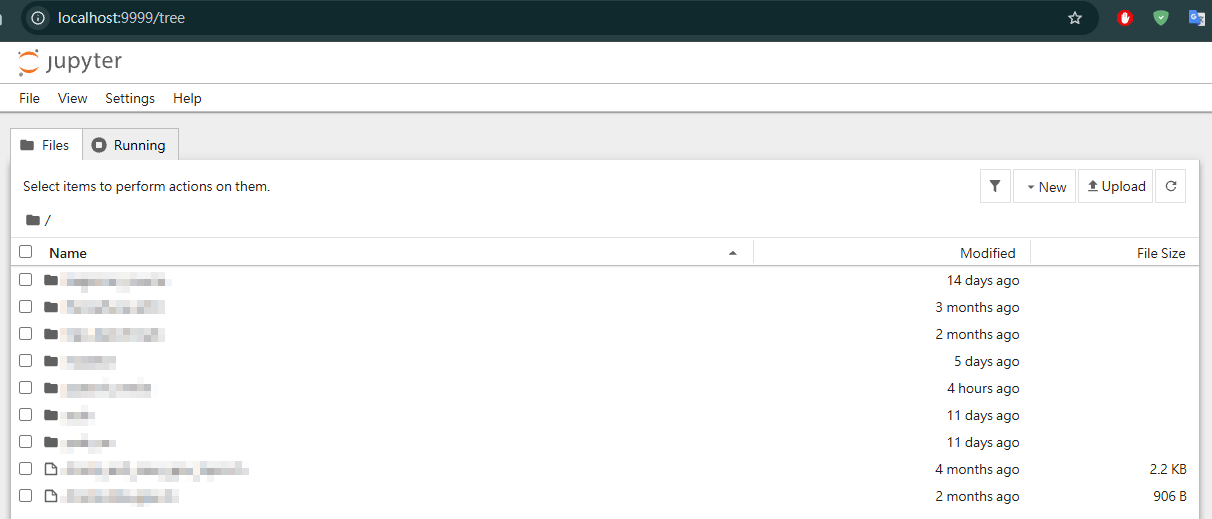 localhost:9999/tree
jupyter
File View Settings Help
Files Running
Select items to perform actions on them.
New Upload
/
Name Modified File Size
14 days ago
3 months ago
2 months ago
5 days ago
4 hours ago
11 days ago
11 days ago
4 months ago 2.2 KB
2 months ago 906 B